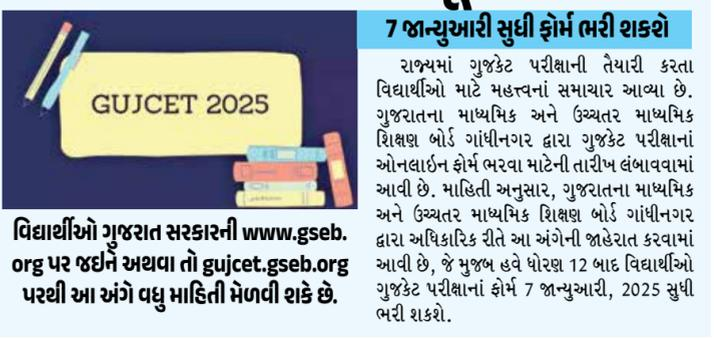 7 જાન્યુઆરી સુધી ફોર્મ ભરી શકશે
GUJCET 2025
વિદ્યાર્થીઓ ગુજરાત સરકારની www.gseb.
org પર જઈને અથવા તો gujcet.gseb.org
પરથી આ અંગે વધુ માહિતી મેળવી શકે છે.
રાજ્યમાં ગુજકેટ પરીક્ષાની તૈયારી કરતા
વિદ્યાર્થીઓ માટે મહત્ત્વનાં સમાચાર આવ્યા છે.
ગુજરાતના માધ્યમિક અને ઉચ્ચતર માધ્યમિક
શિક્ષણ બોર્ડ ગાંધીનગર દ્વારા ગુજકેટ પરીક્ષાનાં
ઓનલાઇન ફોર્મ ભરવા માટેની તારીખ લંબાવવામાં
આવી છે. માહિતી અનુસાર, ગુજરાતના માધ્યમિક
અને ઉચ્ચતર માધ્યમિક શિક્ષણ બોર્ડ ગાંધીનગર
દ્વારા અધિકારિક રીતે આ અંગેની જાહેરાત કરવામાં
આવી છે, જે મુજબ હવે ધોરણ 12 બાદ વિદ્યાર્થીઓ
ગુજકેટ પરીક્ષાનાં ફોર્મ 7 જાન્યુઆરી, 2025 સુધી
ભરી શકશે.